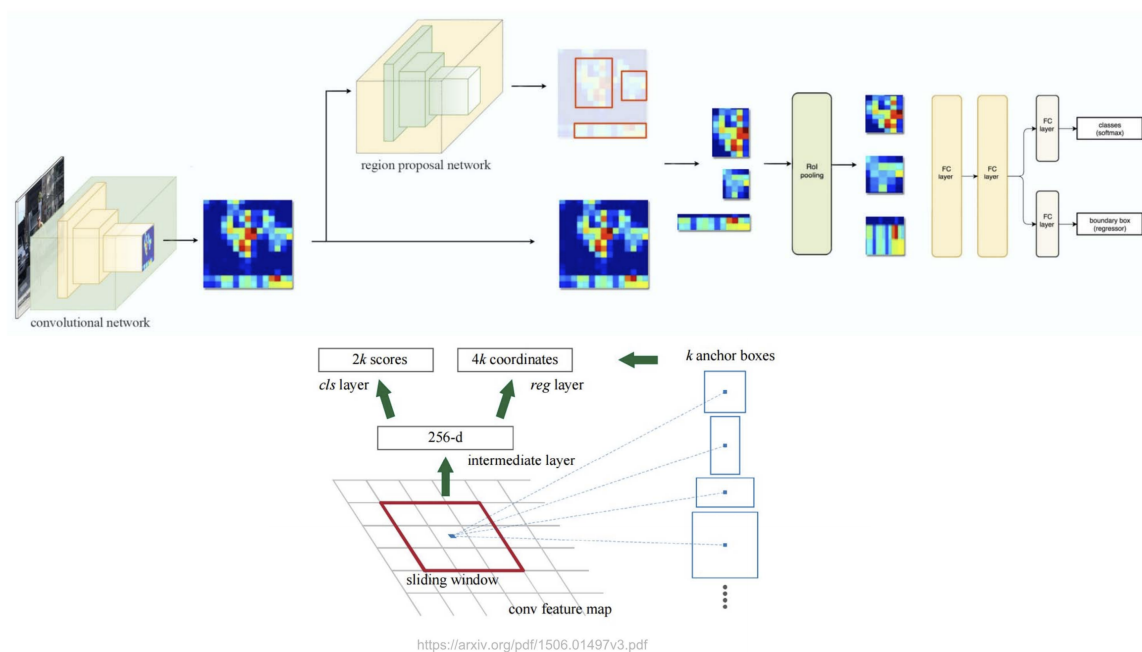 convolutional network
region proposal network
RoI
pooling
FC
layer
FC
layer
FC
layer
classes
(softmax)
FC
layer
boundary box
(regressor)
2k scores
4k coordinates
k anchor boxes
cls layer
reg layer
256-d
intermediate layer
sliding window
conv feature map
https://arxiv.org/pdf/1506.01497v3.pdf